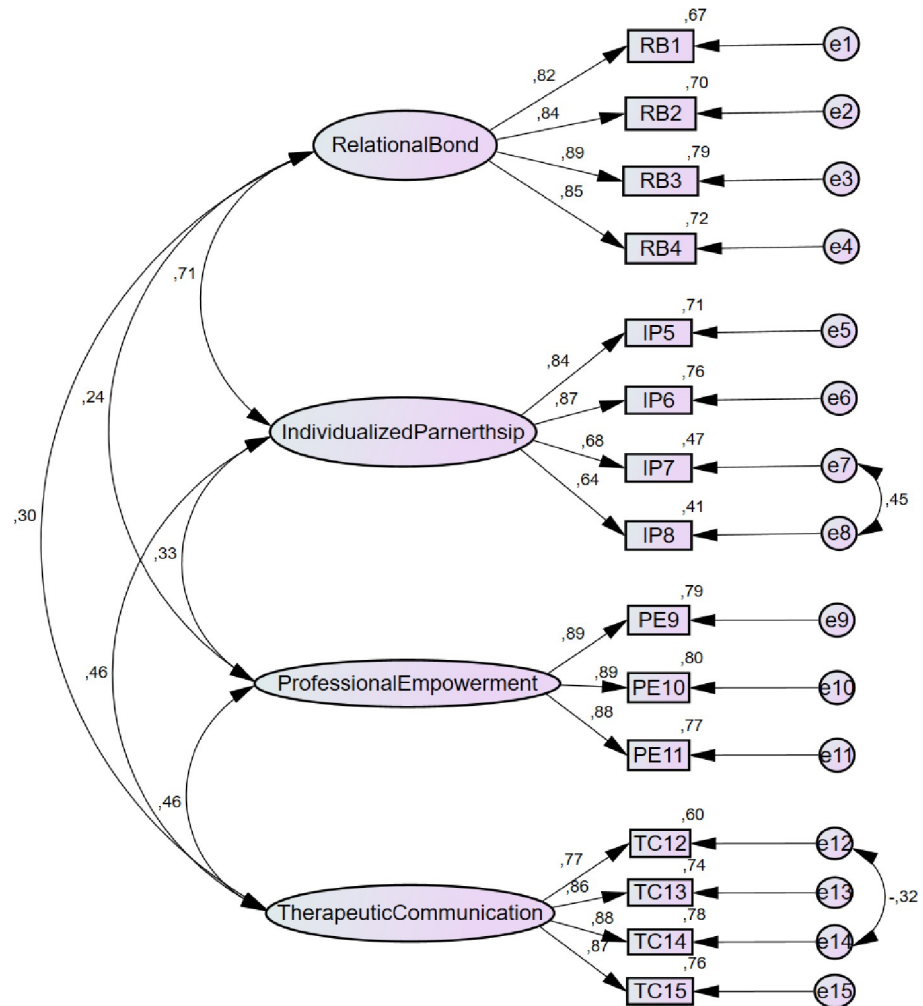 ,67
RB1
e1
,82
,70
RB2
e2
,84
RelationalBond
,89
,79
RB3
e3
,85
,72
RB4
e4
,71
,71
IP5
e5
,84
,76
IP6
e6
,24
,87
IndividualizedParnerthsip
,68
,47
IP7
e7
,45
,64
,41
IP8
e8
,30
,33
,79
PE9
e9
,89
,80
ProfessionalEmpowerment
,89
PE10
e10
,46
,88
,77
PE11
e11
,46
,60
TC12
e12
,77
,74
,86
TC13
e13
-,32
TherapeuticCommunication
,88
,78
TC14
e14
,87
,76
TC15
e15